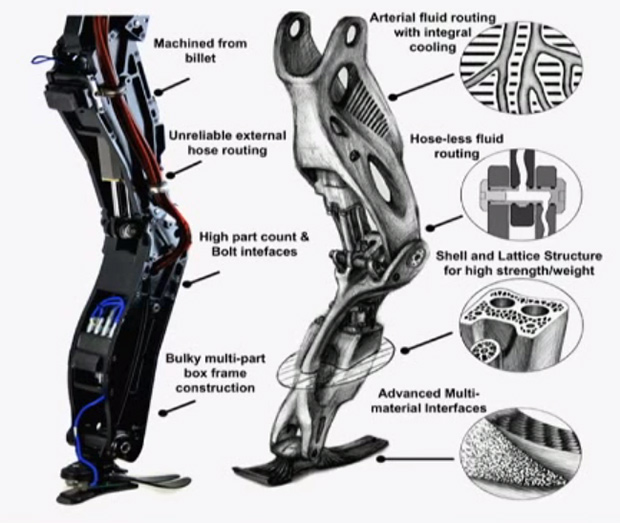 Machined from
billet
Unreliable external
hose routing
High part count &
Bolt intefaces
Bulky multi-part
box frame
construction
Arterial fluid routing
with integral
cooling
Hose-less fluid
routing
Shell and Lattice Structure
for high strength/weight
Advanced Multi-
material Interfaces